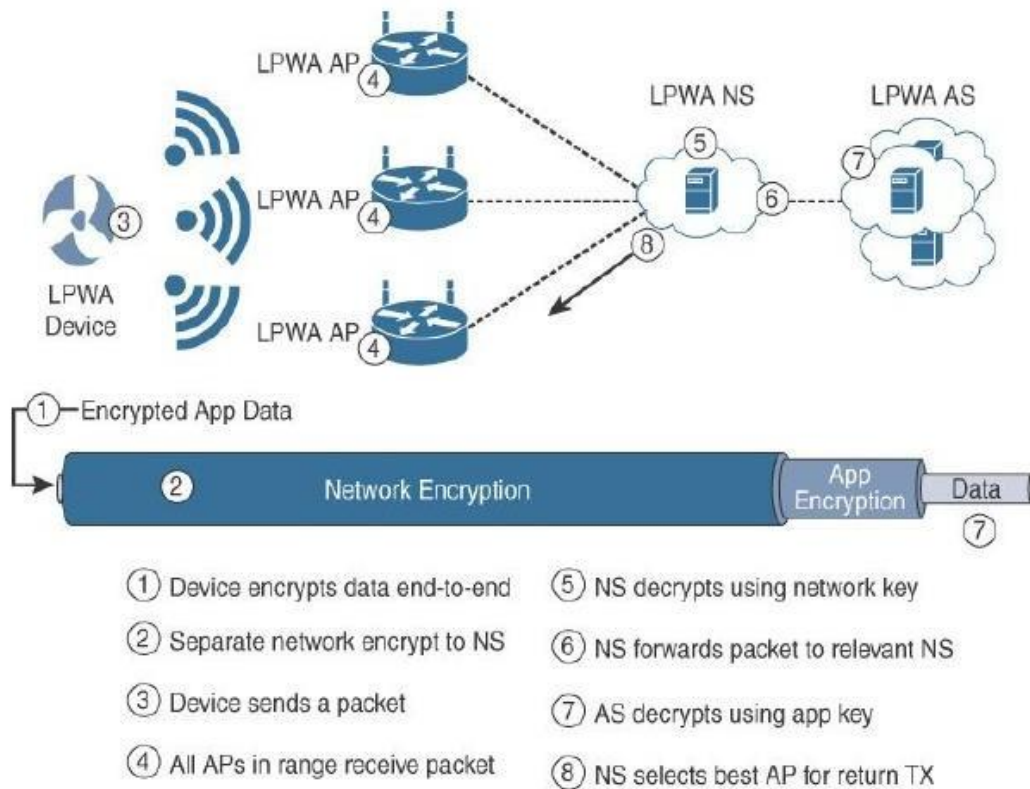 LPWA AP
④
LPWA NS
LPWA AS
⑤
⑦
③
LPWA AP
④
⑥
⑧
LPWA
Device
LPWA AP
④
① Encrypted App Data
② Network Encryption
App
Encryption
Data
⑦
① Device encrypts data end-to-end
② Separate network encrypt to NS
③ Device sends a packet
④ All APs in range receive packet
⑤ NS decrypts using network key
⑥ NS forwards packet to relevant NS
⑦ AS decrypts using app key
⑧ NS selects best AP for return TX